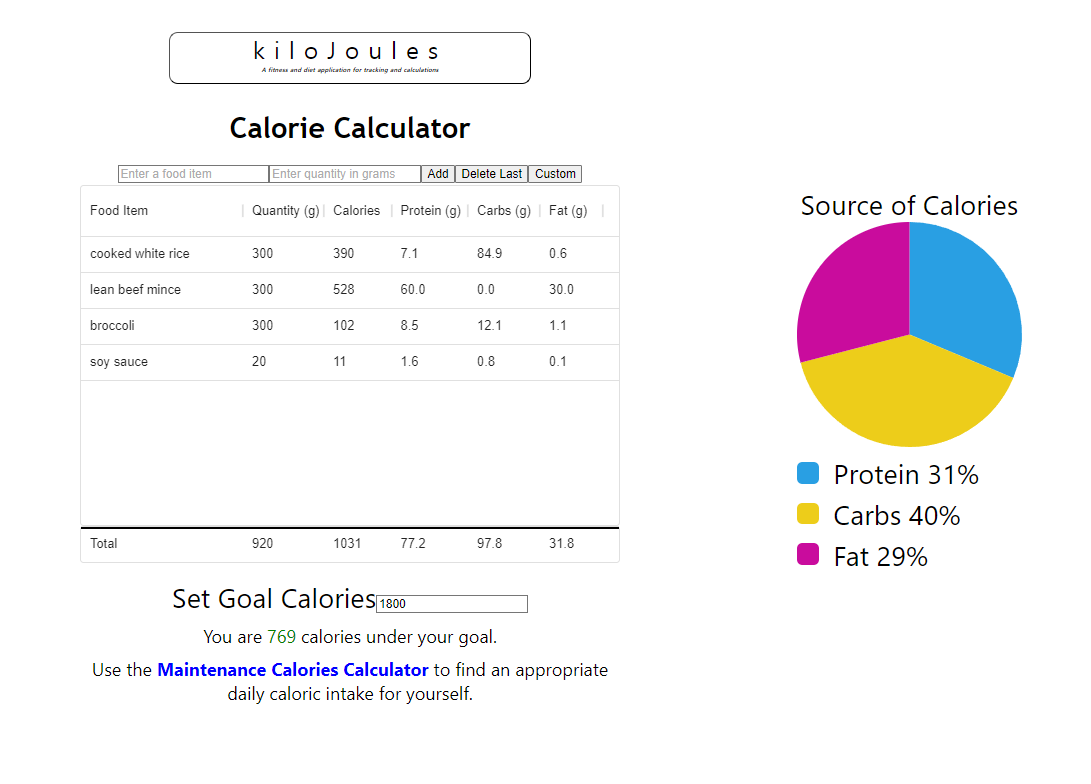 kiloJoules
A fitness and diet application for tracking and calculations
Calorie Calculator
Enter a food item Enter quantity in grams Add Delete Last Custom
Food Item Quantity (g) Calories Protein (g) Carbs (g) Fat (g)
cooked white rice 300 390 7.1 84.9 0.6
lean beef mince 300 528 60.0 0.0 30.0
broccoli 300 102 8.5 12.1 1.1
soy sauce 20 11 1.6 0.8 0.1
Total 920 1031 77.2 97.8 31.8
Set Goal Calories 1800
You are 769 calories under your goal.
Use the Maintenance Calories Calculator to find an appropriate
daily caloric intake for yourself.
Source of Calories
Protein 31%
Carbs 40%
Fat 29%